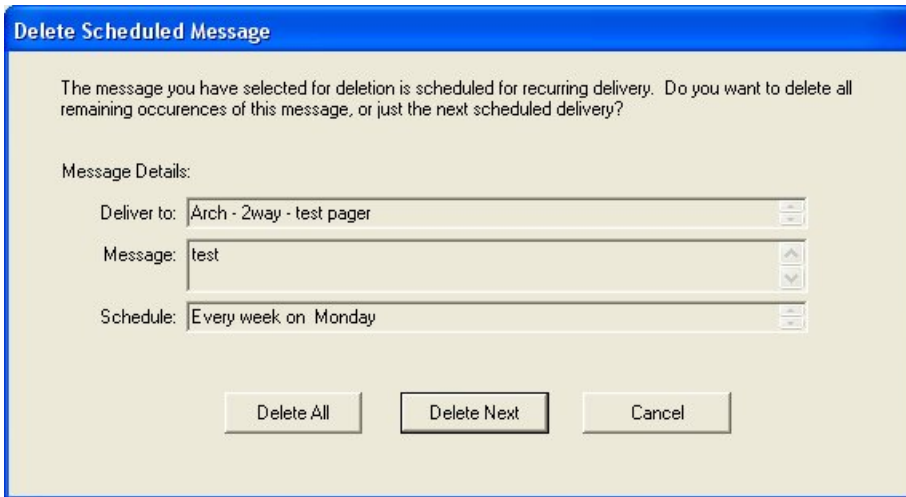 Delete Scheduled Message
The message you have selected for deletion is scheduled for recurring delivery. Do you want to delete all
remaining occurences of this message, or just the next scheduled delivery?
Message Details:
Deliver to: Arch - 2way - test pager
Message: test
Schedule: Every week on Monday
Delete All Delete Next Cancel